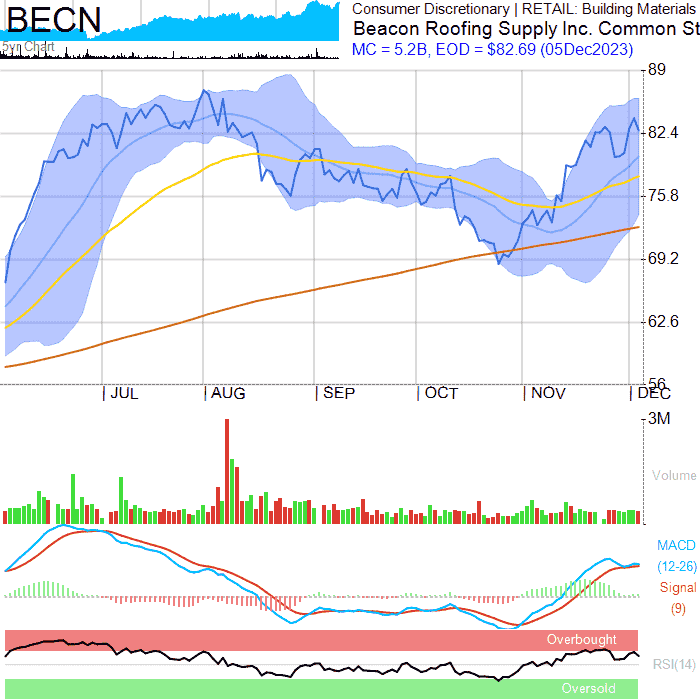 BECN
5yr Chart
Consumer Discretionary | RETAIL: Building Materials
Beacon Roofing Supply Inc. Common St
MC = 5.2B, EOD = $82.69 (05Dec2023)
89
82.4
75.8
69.2
62.6
56
JUL AUG SEP OCT NOV DEC
3M
Volume
MACD
(12-26)
Signal
(9)
Overbought
RSI(14)
Oversold